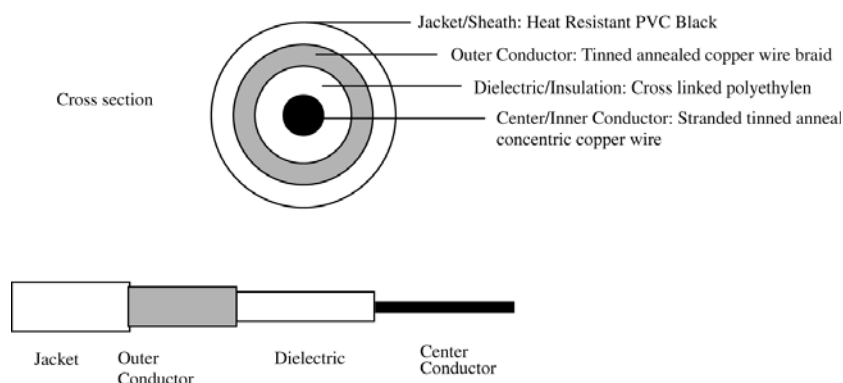 Jacket/Sheath: Heat Resistant PVC Black
Outer Conductor: Tinned annealed copper wire braid
Cross section
Dielectric/Insulation: Cross linked polyethylen
Center/Inner Conductor: Stranded tinned anneal
concentric copper wire
Jacket
Outer
Conductor
Dielectric
Center
Conductor